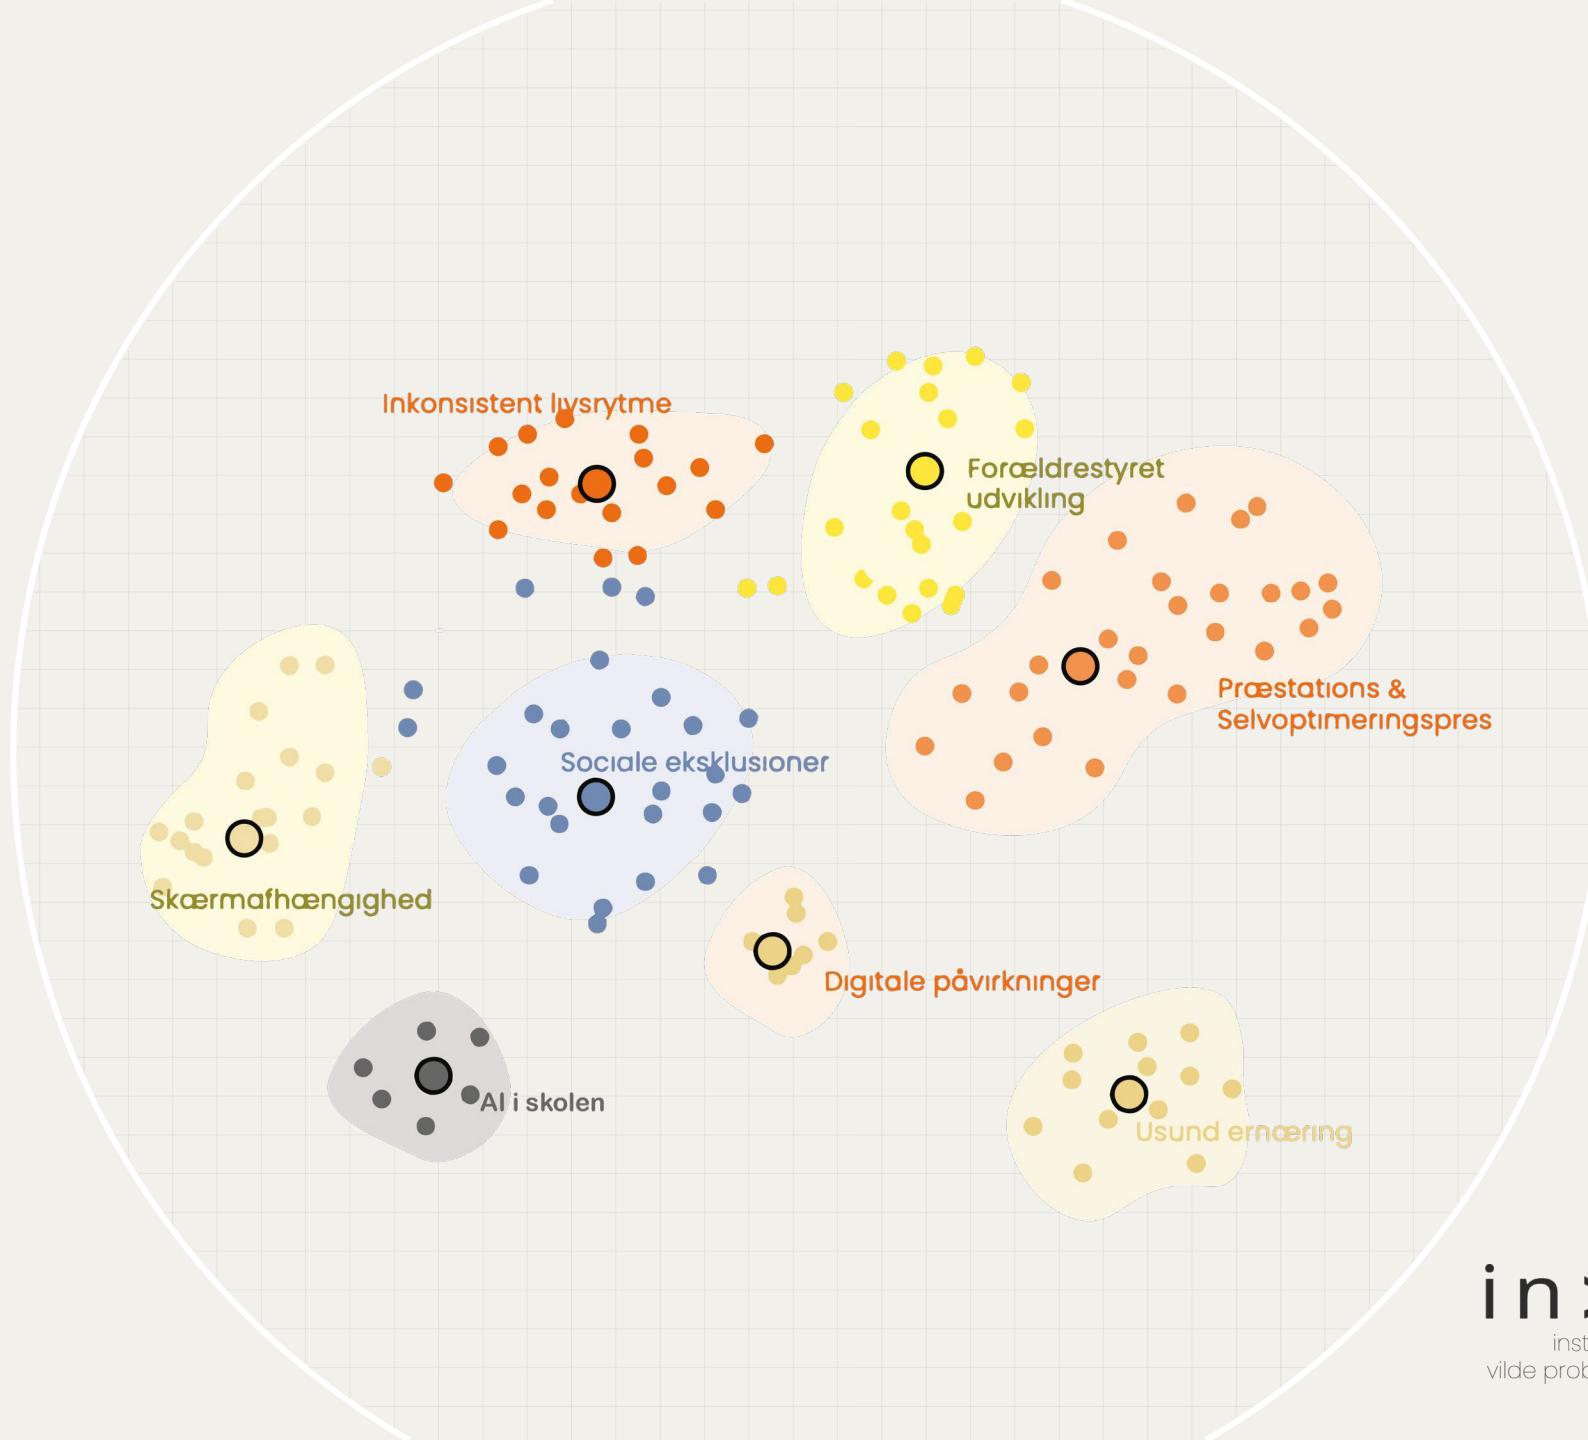 Inkonsistent livsrytme
Forældrestyret
udvikling
Præstations &
Selvoptimeringspres
Sociale eksklusioner
Skærmafhængighed
Digitale påvirkninger
AI i skolen
Usund ernæring
in
inst
vilde prob